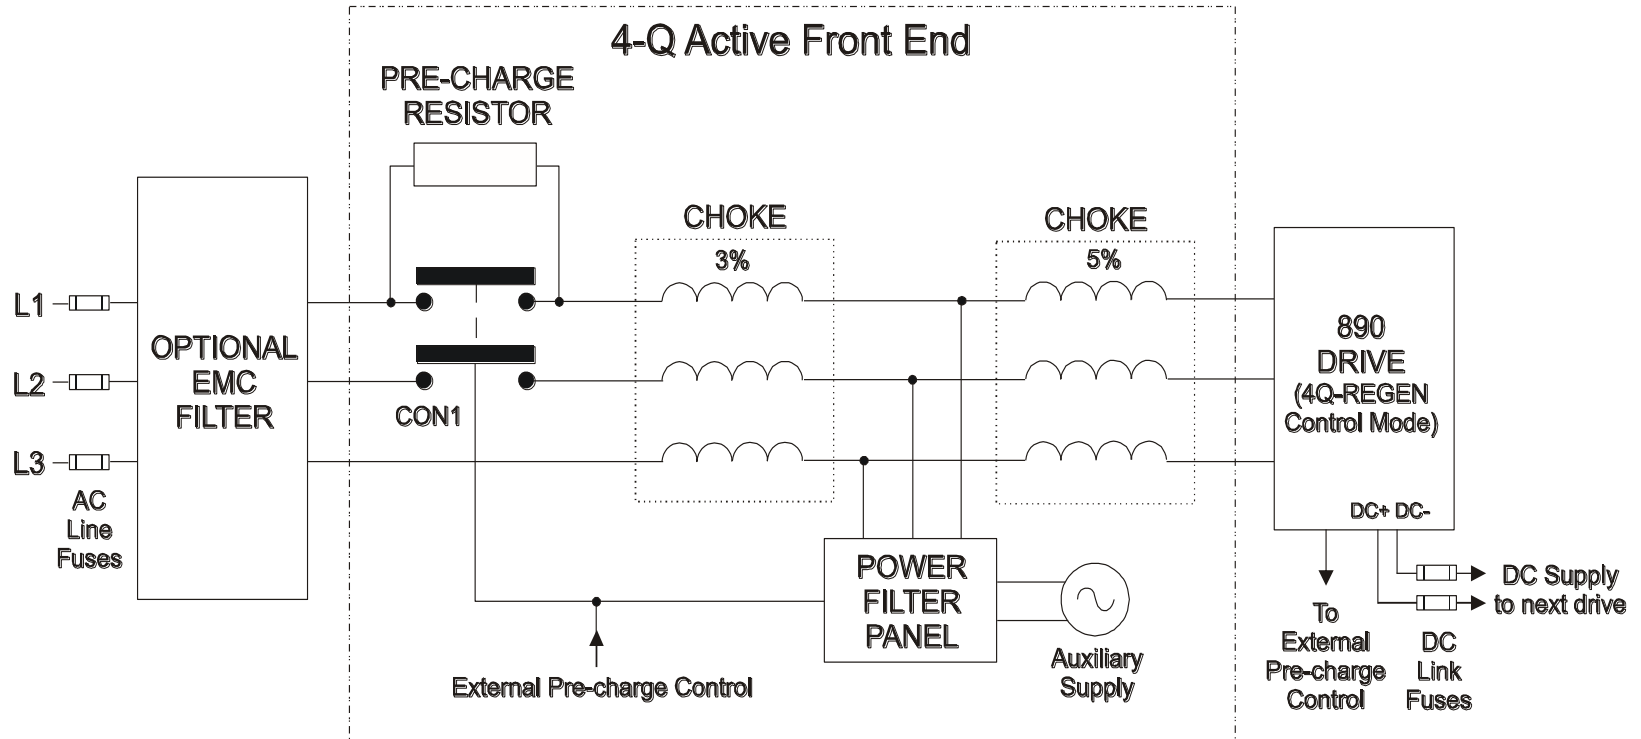 4-Q Active Front End
PRE-CHARGE
RESISTOR
CHOKE
3%
CHOKE
5%
L1
L2
L3
AC
Line
Fuses
OPTIONAL
EMC
FILTER
CON1
890
DRIVE
(4Q-REGEN
Control Mode)
DC+ DC-
POWER
FILTER
PANEL
External Pre-charge Control
Auxiliary
Supply
To
External
Pre-charge
Control
DC
Link
Fuses
DC Supply
to next drive